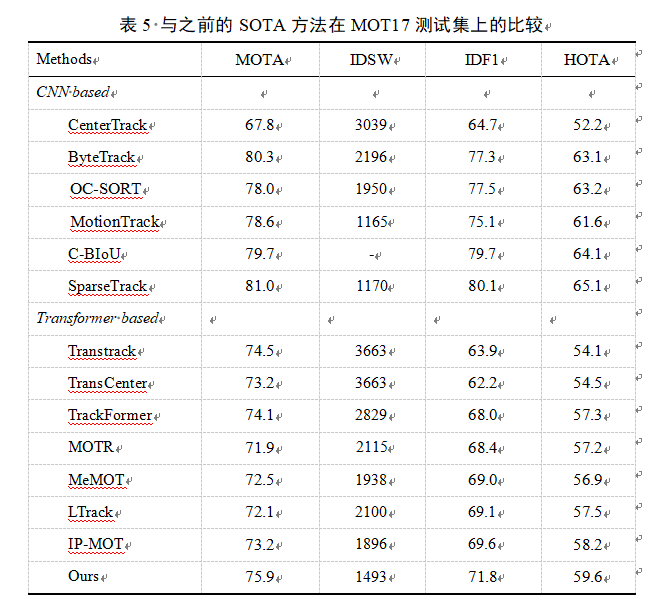 表 5 与之前的 SOTA 方法在 MOT17 测试集上的比较
Methods MOTA IDSW IDF1 HOTA
CNN based
CenterTrack 67.8 3039 64.7 52.2
ByteTrack 80.3 2196 77.3 63.1
OC-SORT 78.0 1950 77.5 63.2
MotionTrack 78.6 1165 75.1 61.6
C-BIoU 79.7 - 79.7 64.1
SparseTrack 81.0 1170 80.1 65.1
Transformer based
Transtrack 74.5 3663 63.9 54.1
TransCenter 73.2 3663 62.2 54.5
TrackFormer 74.1 2829 68.0 57.3
MOTR 71.9 2115 68.4 57.2
MeMOT 72.5 1938 69.0 56.9
LTrack 72.1 2100 69.1 57.5
IP-MOT 73.2 1896 69.6 58.2
Ours 75.9 1493 71.8 59.6